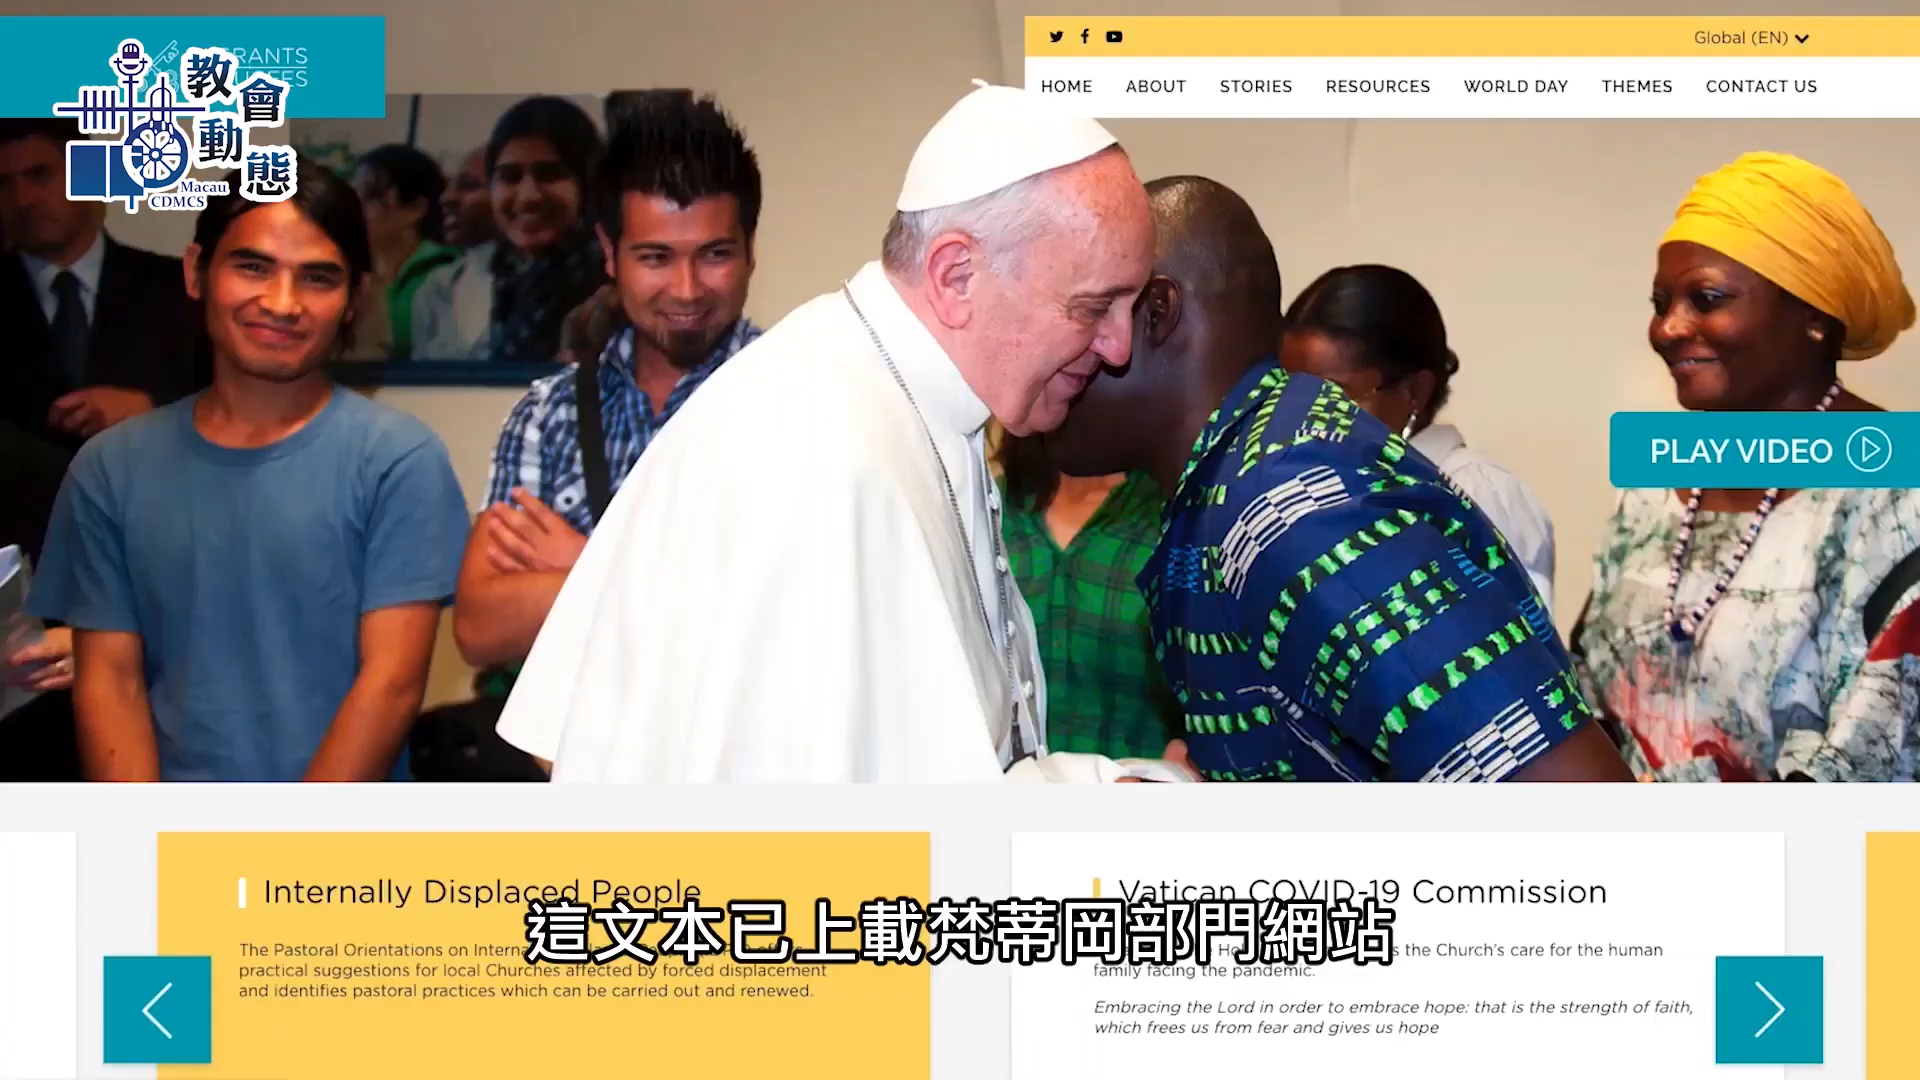 教會
動態
Macau
CDMCS
Global (EN)
HOME ABOUT STORIES RESOURCES WORLD DAY THEMES CONTACT US
PLAY VIDEO
Internally Displaced People
The Pastoral Orientations on
practical suggestions for local Churches affected by forced displacement
and identifies pastoral practices which can be carried out and renewed.
Vatican COVID-19 Commission
the Church's care for the human
family facing the pandemic.
Embracing the Lord in order to embrace hope: that is the strength of faith,
which frees us from fear and gives us hope
這文本已上載梵蒂岡部門網站